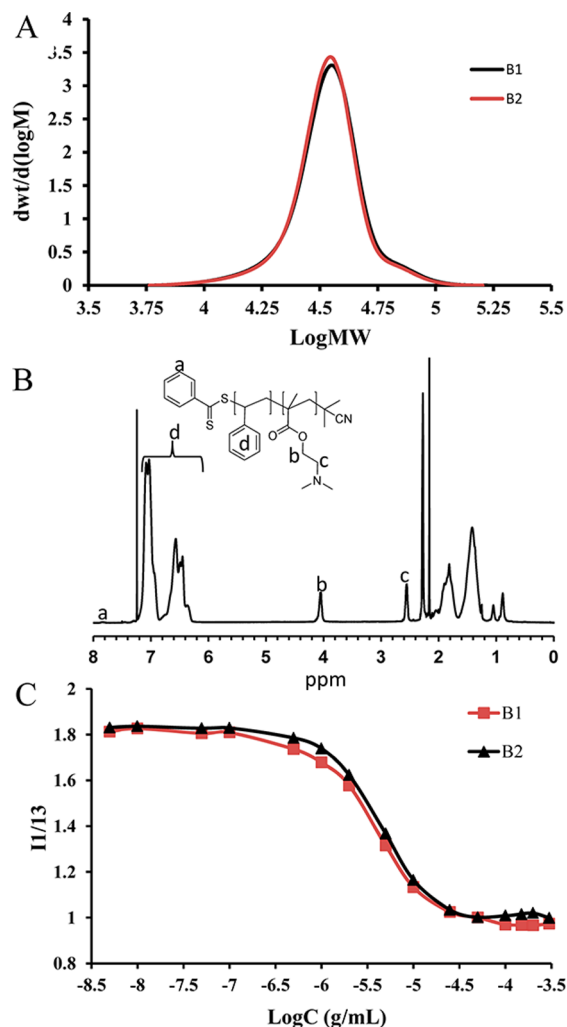 A
dwt/d(logM)
4
3.5
3
2.5
2
1.5
1
0.5
0
B1
B2
3.5 3.75 4 4.25 4.5 4.75 5 5.25 5.5
LogMW
B
a
S
S
d
CN
O
O
b
c
N
d
a
b
c
8 7 6 5 4 3 2 1 0
ppm
C
I1/13
2
1.8
1.6
1.4
1.2
1
0.8
B1
B2
-8.5 -8 -7.5 -7 -6.5 -6 -5.5 -5 -4.5 -4 -3.5
LogC (g/mL)